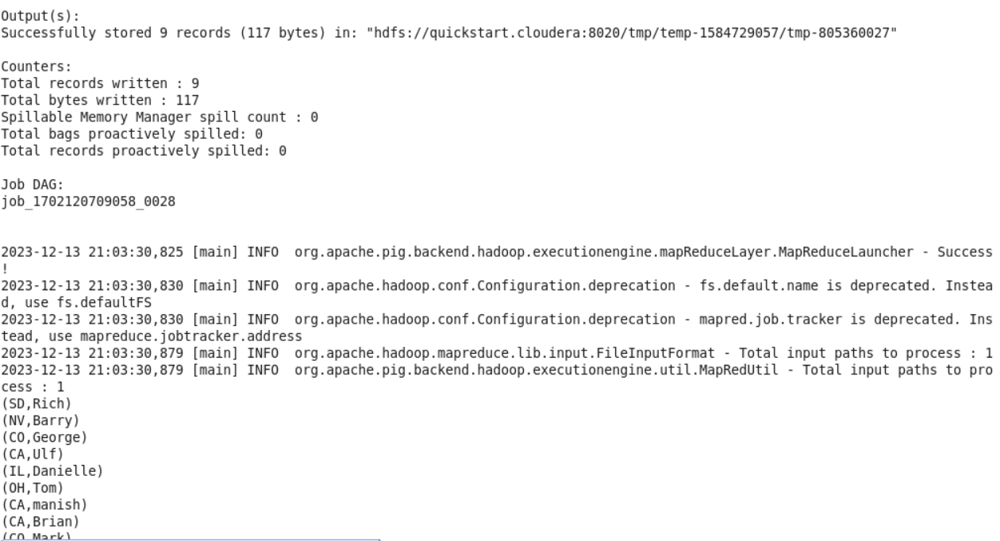 Output(s):
Successfully stored 9 records (117 bytes) in: "hdfs://quickstart.cloudera:8020/tmp/temp-1584729057/tmp-805360027"
Counters:
Total records written : 9
Total bytes written : 117
Spillable Memory Manager spill count : 0
Total bags proactively spilled: 0
Total records proactively spilled: 0
Job DAG:
job_1702120709058_0028
2023-12-13 21:03:30,825 [main] INFO  org.apache.pig.backend.hadoop.executionengine.mapReduceLayer.MapReduceLauncher - Success
!
2023-12-13 21:03:30,830 [main] INFO  org.apache.hadoop.conf.Configuration.deprecation - fs.default.name is deprecated. Instea
d, use fs.defaultFS
2023-12-13 21:03:30,830 [main] INFO  org.apache.hadoop.conf.Configuration.deprecation - mapred.job.tracker is deprecated. Ins
tead, use mapreduce.jobtracker.address
2023-12-13 21:03:30,879 [main] INFO  org.apache.hadoop.mapreduce.lib.input.FileInputFormat - Total input paths to process : 1
2023-12-13 21:03:30,879 [main] INFO  org.apache.pig.backend.hadoop.executionengine.util.MapRedUtil - Total input paths to pro
cess : 1
(SD,Rich)
(NV,Barry)
(CO,George)
(CA,Ulf)
(IL,Danielle)
(OH,Tom)
(CA,manish)
(CA,Brian)
(CO,Mark)